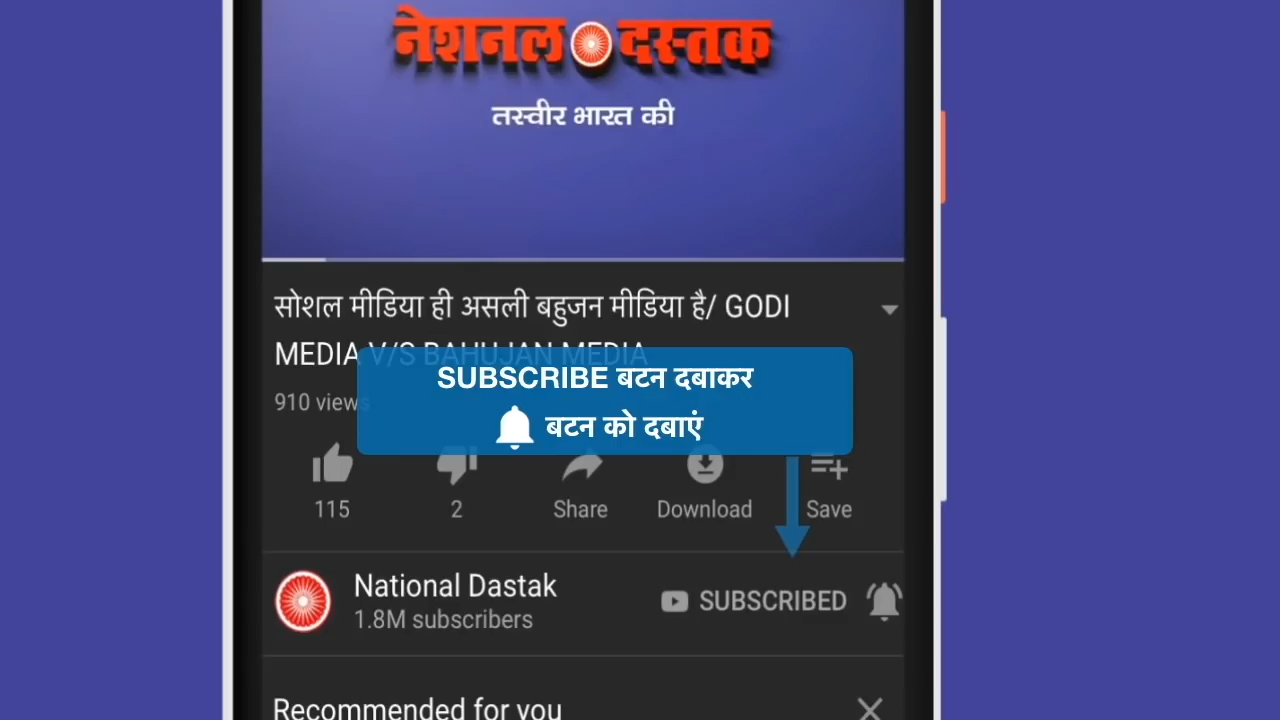 नेशनल दस्तक
तस्वीर भारत की
सोशल मीडिया ही असली बहुजन मीडिया है/ GODI
MEDIA V/S BAHUJAN MEDIA
910 views
SUBSCRIBE बटन दबाकर
बटन को दबाएं
115
2
Share
Download
Save
National Dastak
1.8M subscribers
SUBSCRIBED
Recommended for you